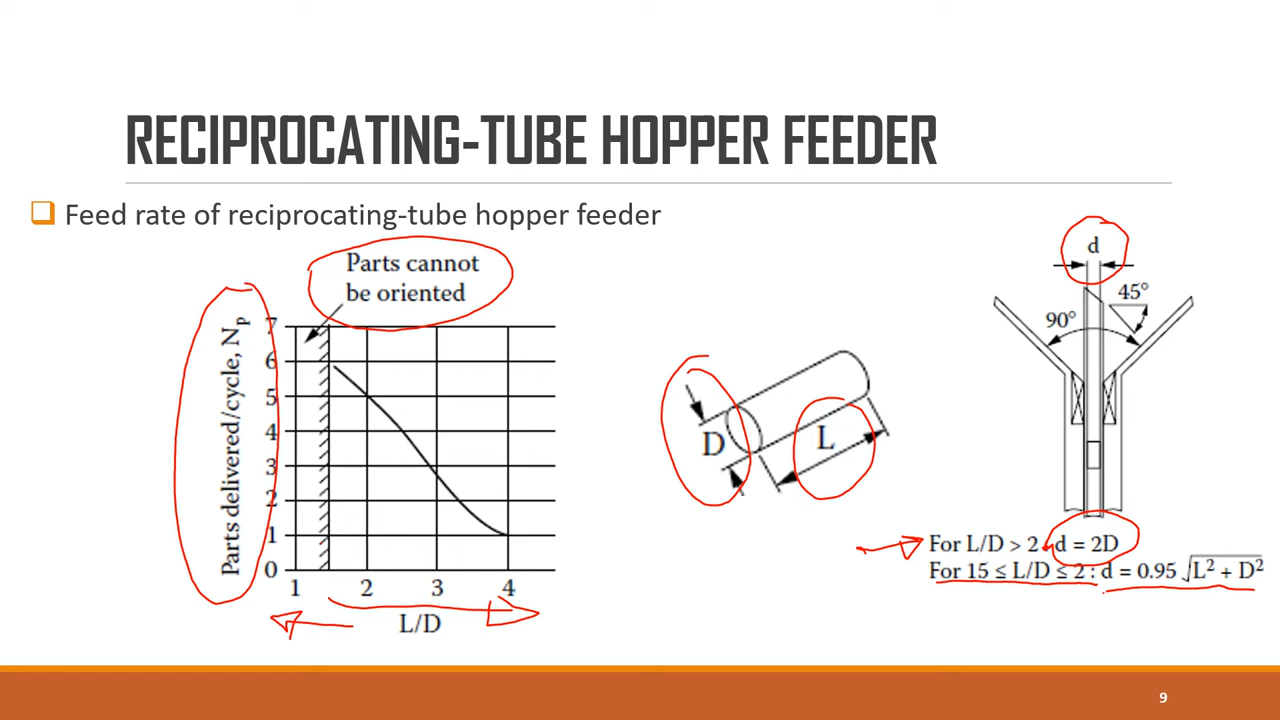 RECIPROCATING-TUBE HOPPER FEEDER
Feed rate of reciprocating-tube hopper feeder
Parts cannot
be oriented
Parts delivered/cycle, Np
7
6
5
4
3
2
1
0
1 2 3 4
L/D
D
L
d
45°
90°
For L/D > 2 : d = 2D
For 15 ≤ L/D ≤ 2 : d = 0.95 √L² + D²
9